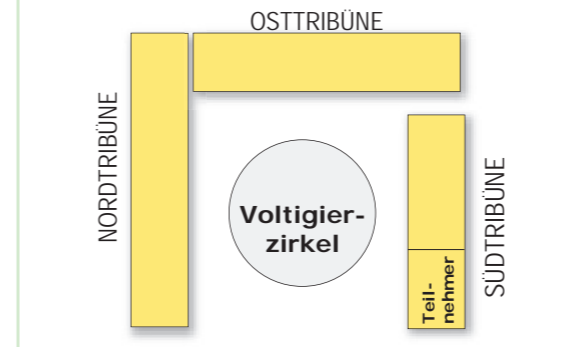 OSTTRIBÜNE
NORDTRIBÜNE
Voltigier-
zirkel
SÜDTRIBÜNE
Teil-
nehmer